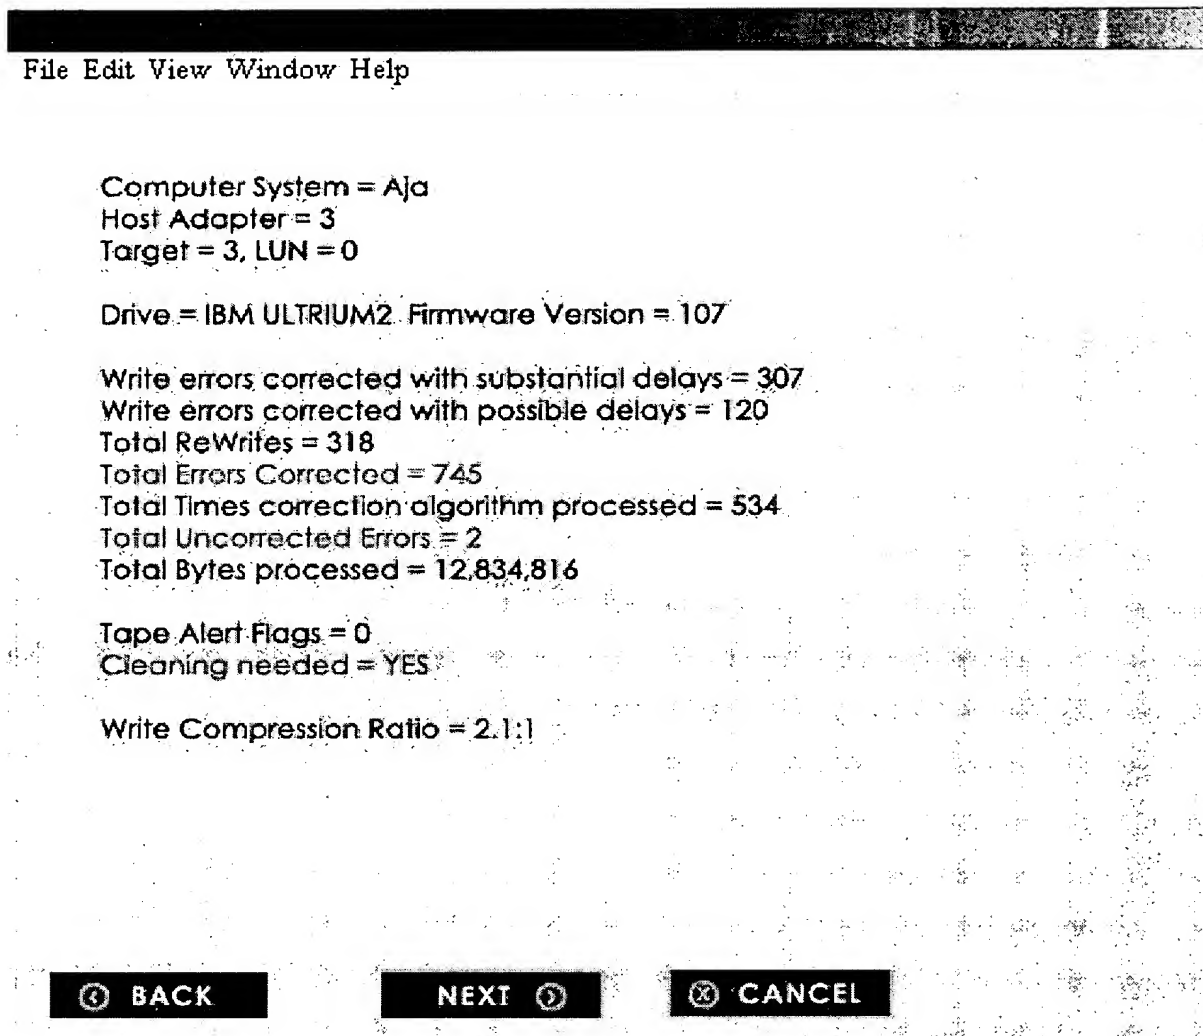 File Edit View Window Help
Computer System = Aja
Host Adapter = 3
Target = 3, LUN = 0
Drive = IBM ULTRIUM2 Firmware Version = 107
Write errors corrected with substantial delays = 307
Write errors corrected with possible delays = 120
Total ReWrites = 318
Total Errors Corrected = 745
Total Times correction algorithm processed = 534
Total Uncorrected Errors = 2
Total Bytes processed = 12,834,816
Tape Alert Flags = 0
Cleaning needed = YES
Write Compression Ratio = 2.1:1
BACK NEXT CANCEL